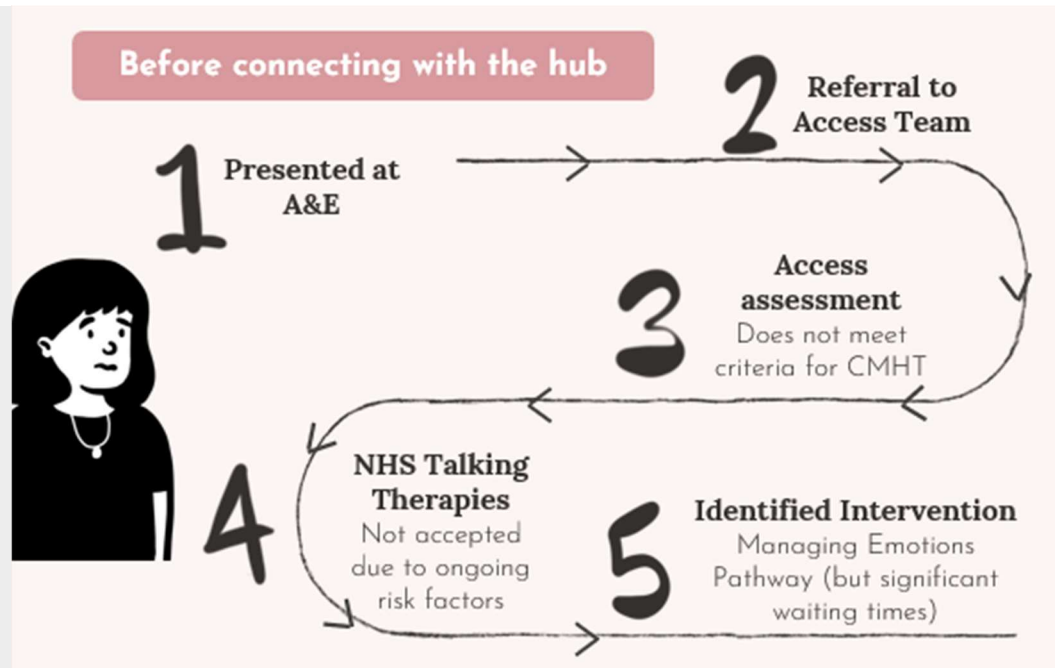 Before connecting with the hub
1
Presented at
A&E
2
Referral to
Access Team
3
Access
assessment
Does not meet
criteria for CMHT
4
NHS Talking
Therapies
Not accepted
due to ongoing
risk factors
5
Identified Intervention
Managing Emotions
Pathway (but significant
waiting times)